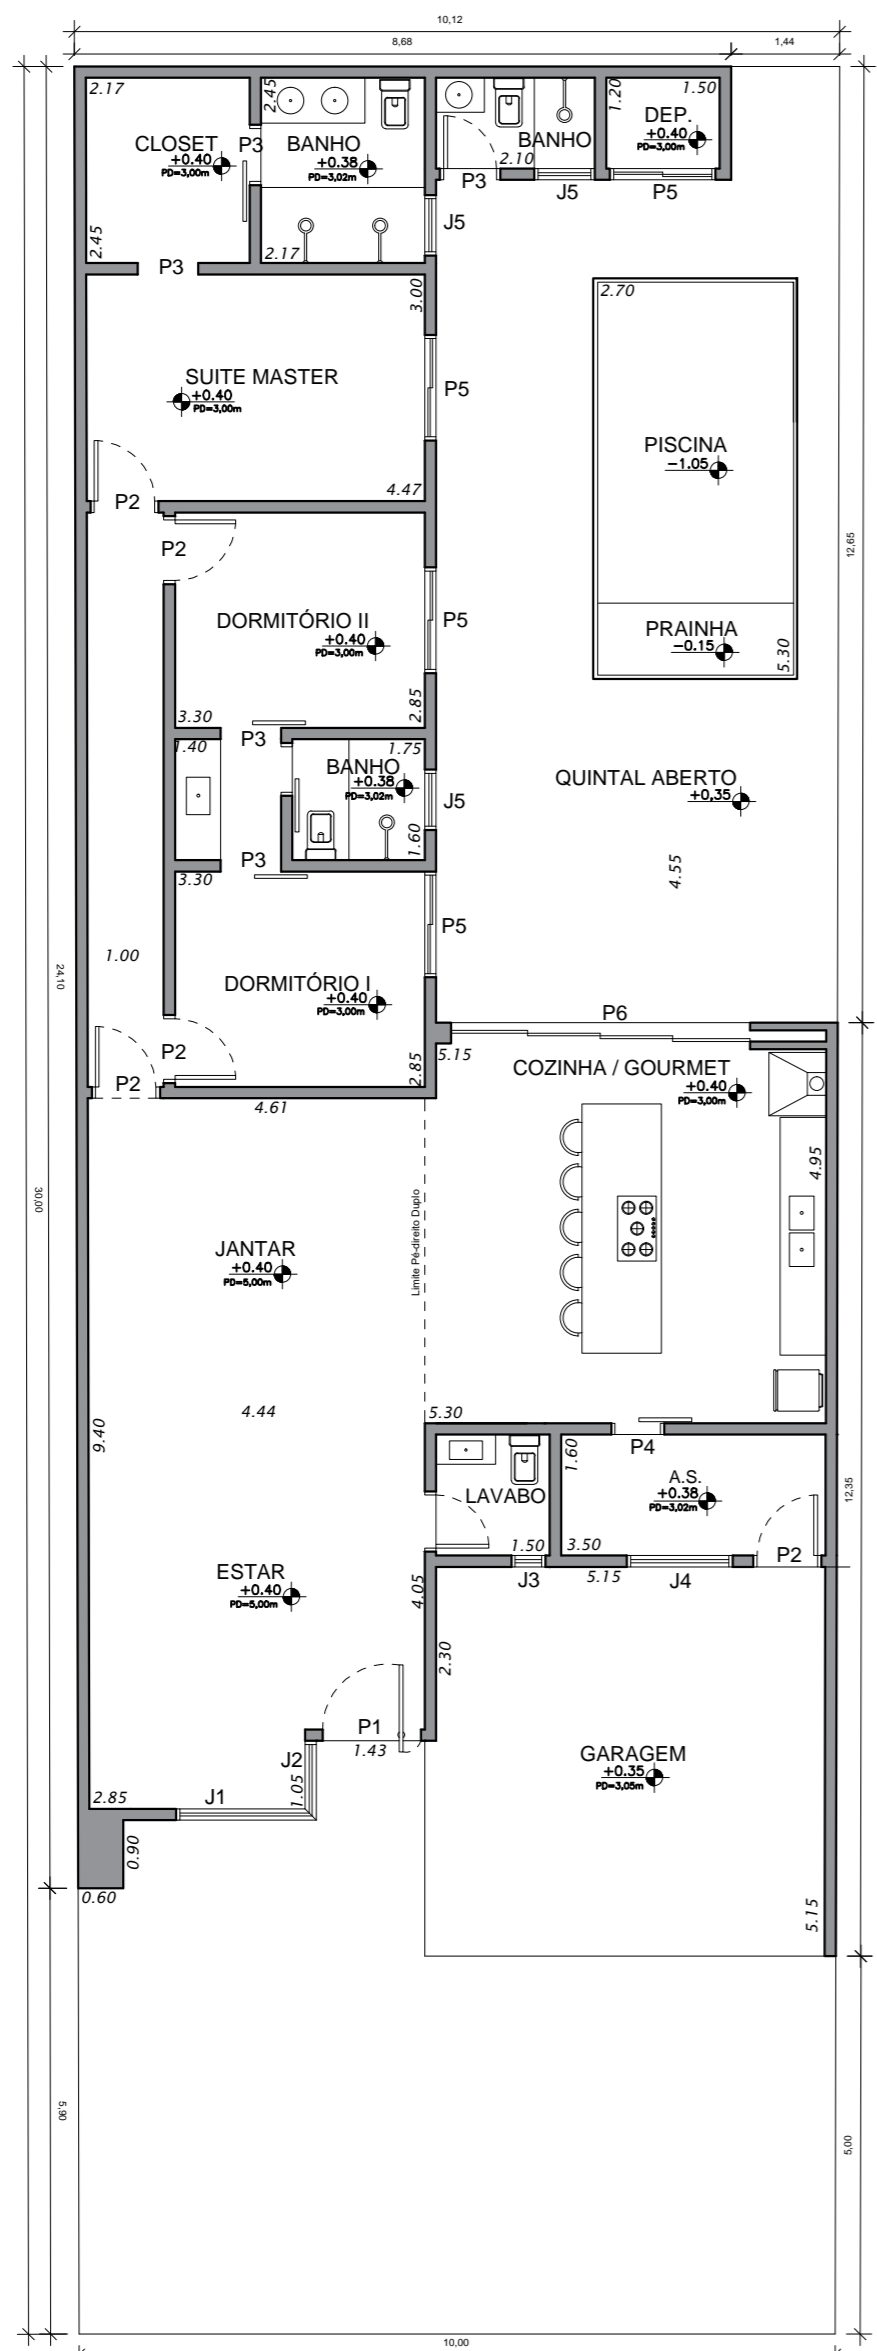 10,12
8,68
1,44
2.17
CLOSET
+0.40
PD=3,00m
2.45
P3
2.45
BANHO
+0.38
PD=3,02m
2.17
P3
J5
BANHO
2.10
P3
J5
1.20
1.50
DEP.
+0.40
PD=3,00m
P5
3.00
SUITE MASTER
+0.40
PD=3,00m
P5
4.47
P2
2.70
PISCINA
-1.05
PRAINHA
-0.15
5.30
12,65
P2
DORMITÓRIO II
+0.40
PD=3,00m
P5
3.30
2.85
P3
1.40
1.75
BANHO
+0.38
PD=3,02m
J5
1.60
P3
QUINTAL ABERTO
+0,35
4.55
3.30
P5
1.00
DORMITÓRIO I
+0.40
PD=3,00m
2.85
P2
P2
4.61
24,10
30,00
P6
5.15
COZINHA / GOURMET
+0.40
PD=3,00m
4.95
Limite Pé-direito Duplo
JANTAR
+0.40
PD=5,00m
4.44
9.40
5.30
P4
LAVABO
1.50
J3
1.60
A.S.
+0.38
PD=3,02m
3.50
5.15
J4
P2
12,35
ESTAR
+0.40
PD=5,00m
4.05
2.30
P1
1.43
J2
1.05
2.85
J1
0.90
0.60
GARAGEM
+0.35
PD=3,05m
5.15
5,90
5,00
10,00